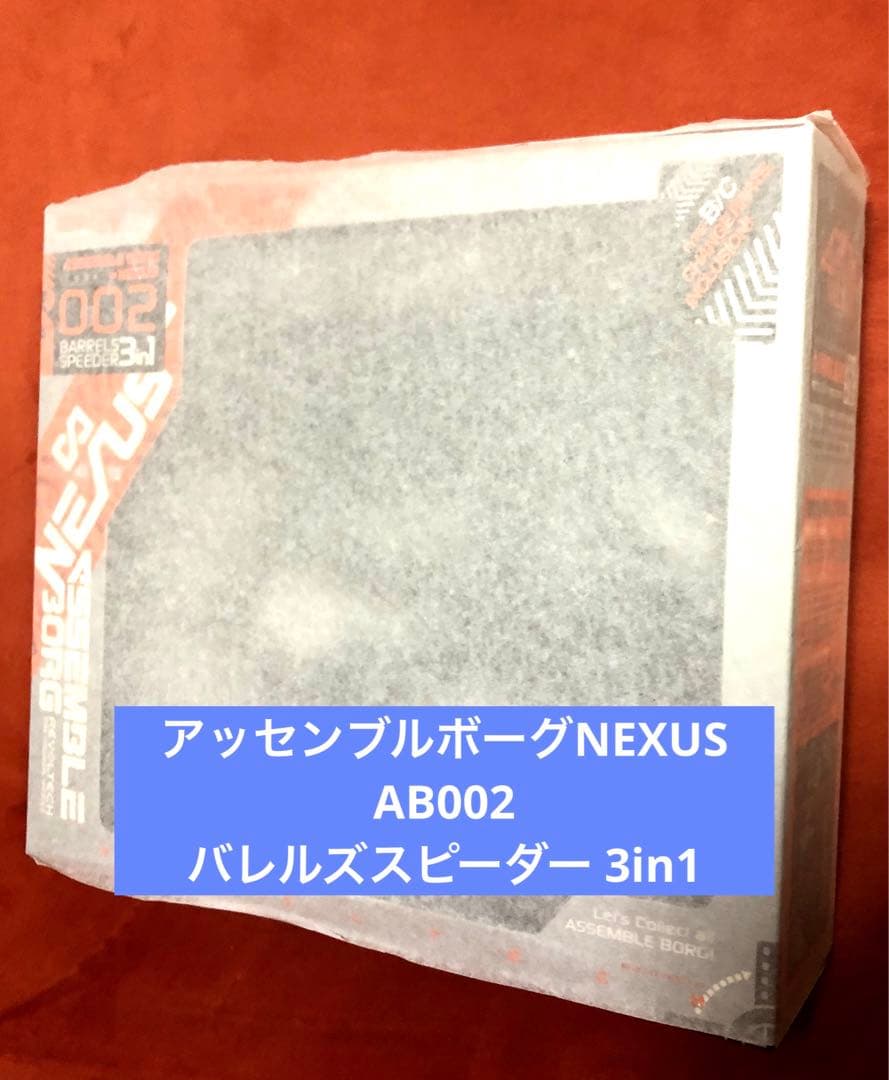 002
BARRELS
SPEEDER 3in1
NEXUS
ASSEMBLE
BORG
REVOLTECH
B/C
アッセンブルボーグNEXUS
AB002
バレルズスピーダー 3in1
Let's Collect
ASSEMBLE BORG!